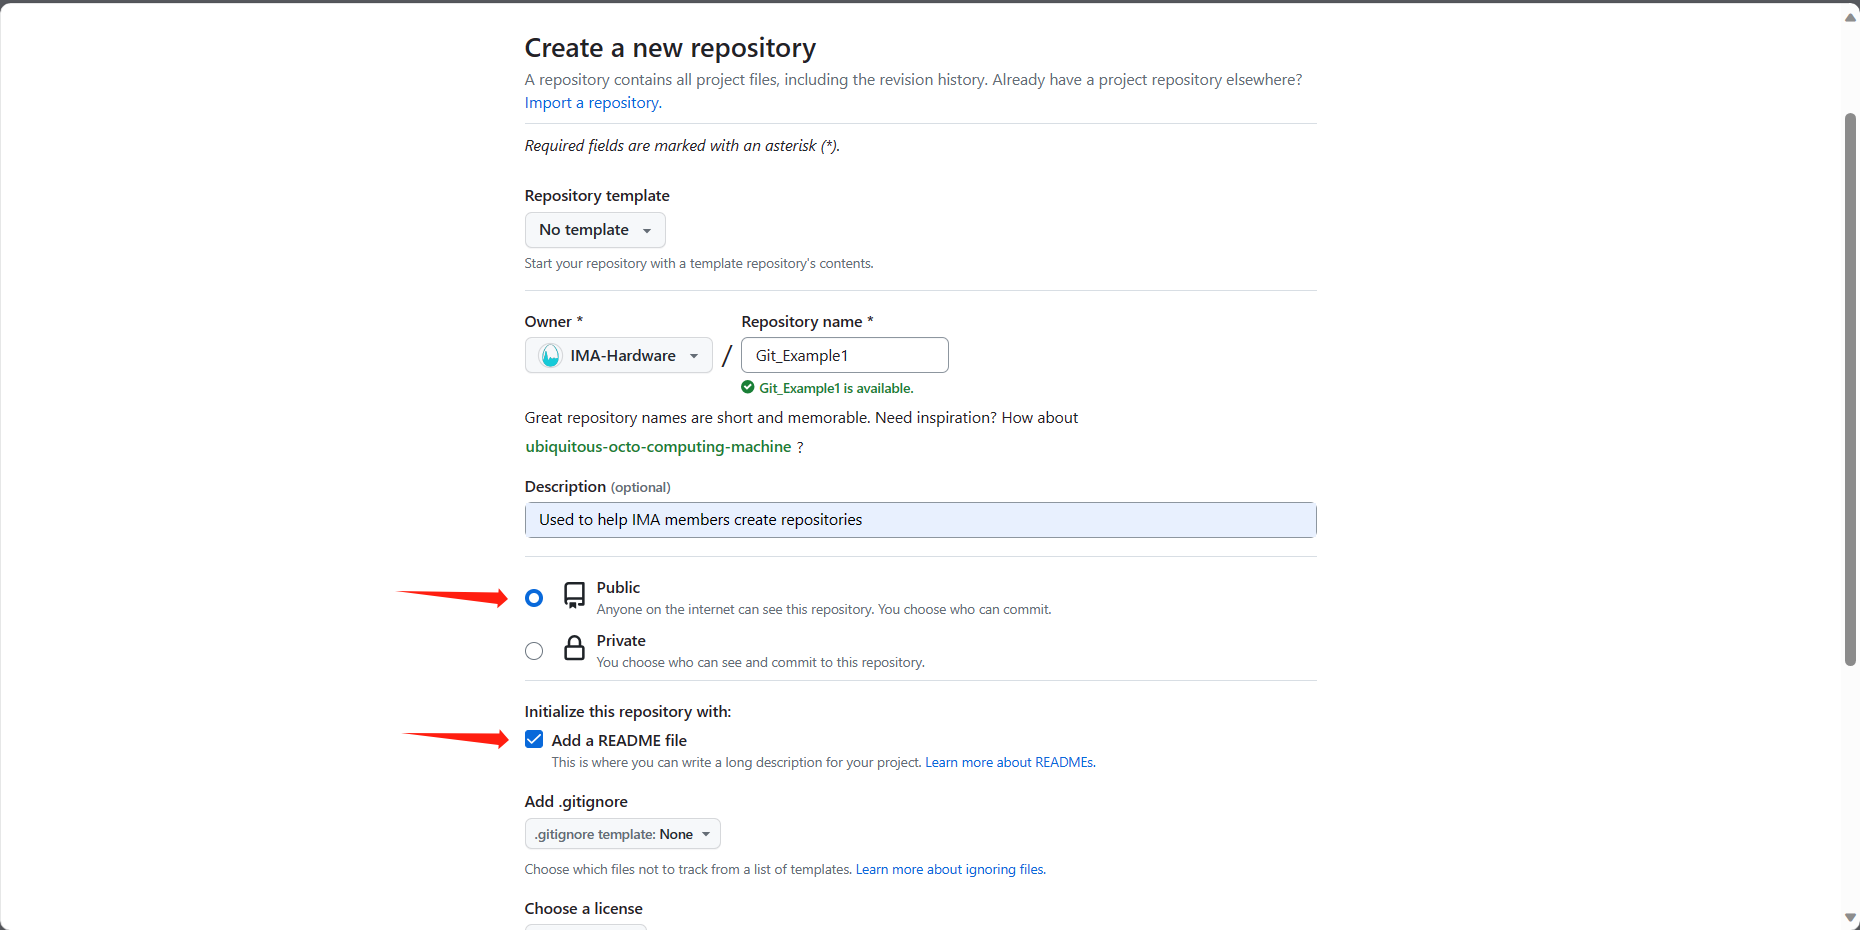 Create a new repository
A repository contains all project files, including the revision history. Already have a project repository elsewhere?
Import a repository.
Required fields are marked with an asterisk (*).
Repository template
No template
Start your repository with a template repository's contents.
Owner *
Repository name *
IMA-Hardware
/
Git_Example1
Git_Example1 is available.
Great repository names are short and memorable. Need inspiration? How about
ubiquitous-octo-computing-machine ?
Description (optional)
Used to help IMA members create repositories
Public
Anyone on the internet can see this repository. You choose who can commit.
Private
You choose who can see and commit to this repository.
Initialize this repository with:
Add a README file
This is where you can write a long description for your project. Learn more about READMEs.
Add .gitignore
.gitignore template: None
Choose which files not to track from a list of templates. Learn more about ignoring files.
Choose a license